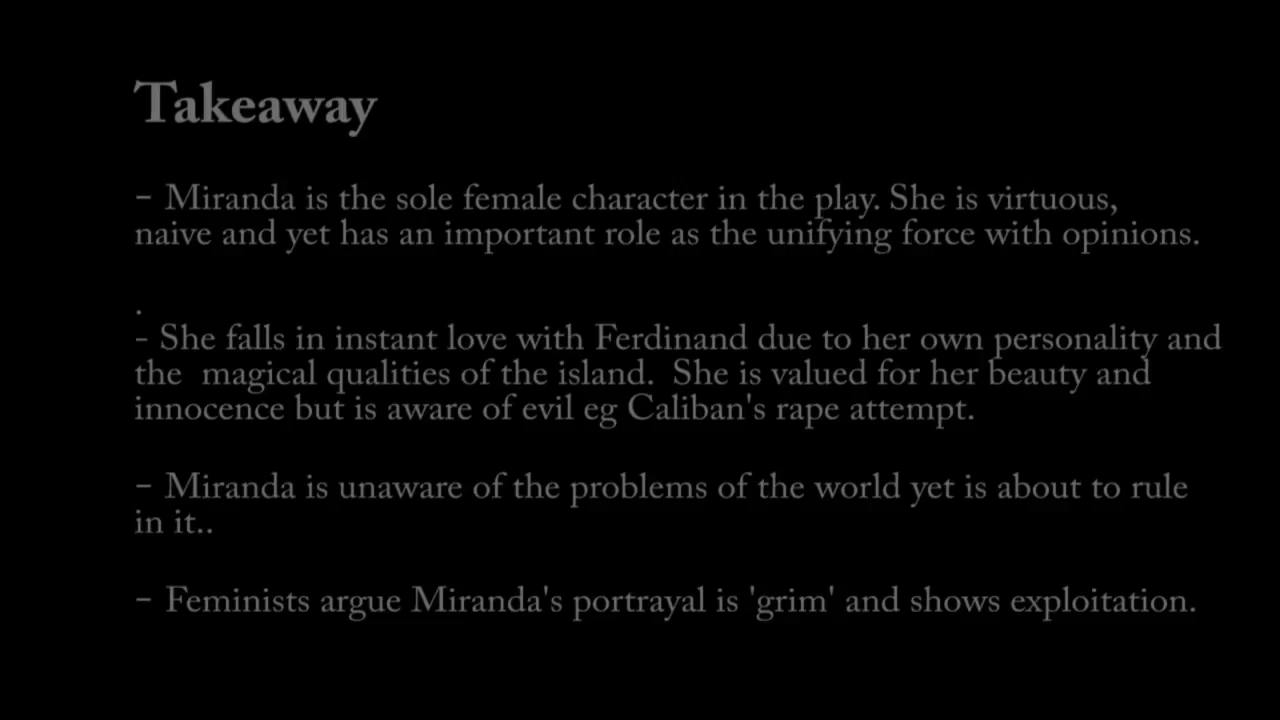 Takeaway
- Miranda is the sole female character in the play. She is virtuous,
naive and yet has an important role as the unifying force with opinions.
.
- She falls in instant love with Ferdinand due to her own personality and
the  magical qualities of the island.  She is valued for her beauty and
innocence but is aware of evil eg Caliban's rape attempt.
- Miranda is unaware of the problems of the world yet is about to rule
in it..
- Feminists argue Miranda's portrayal is 'grim' and shows exploitation.